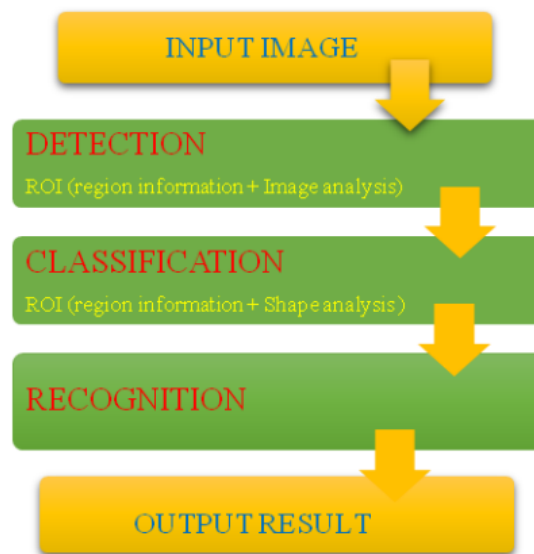 INPUT IMAGE
DETECTION
ROI (region information + Image analysis)
CLASSIFICATION
ROI (region information + Shape analysis )
RECOGNITION
OUTPUT RESULT